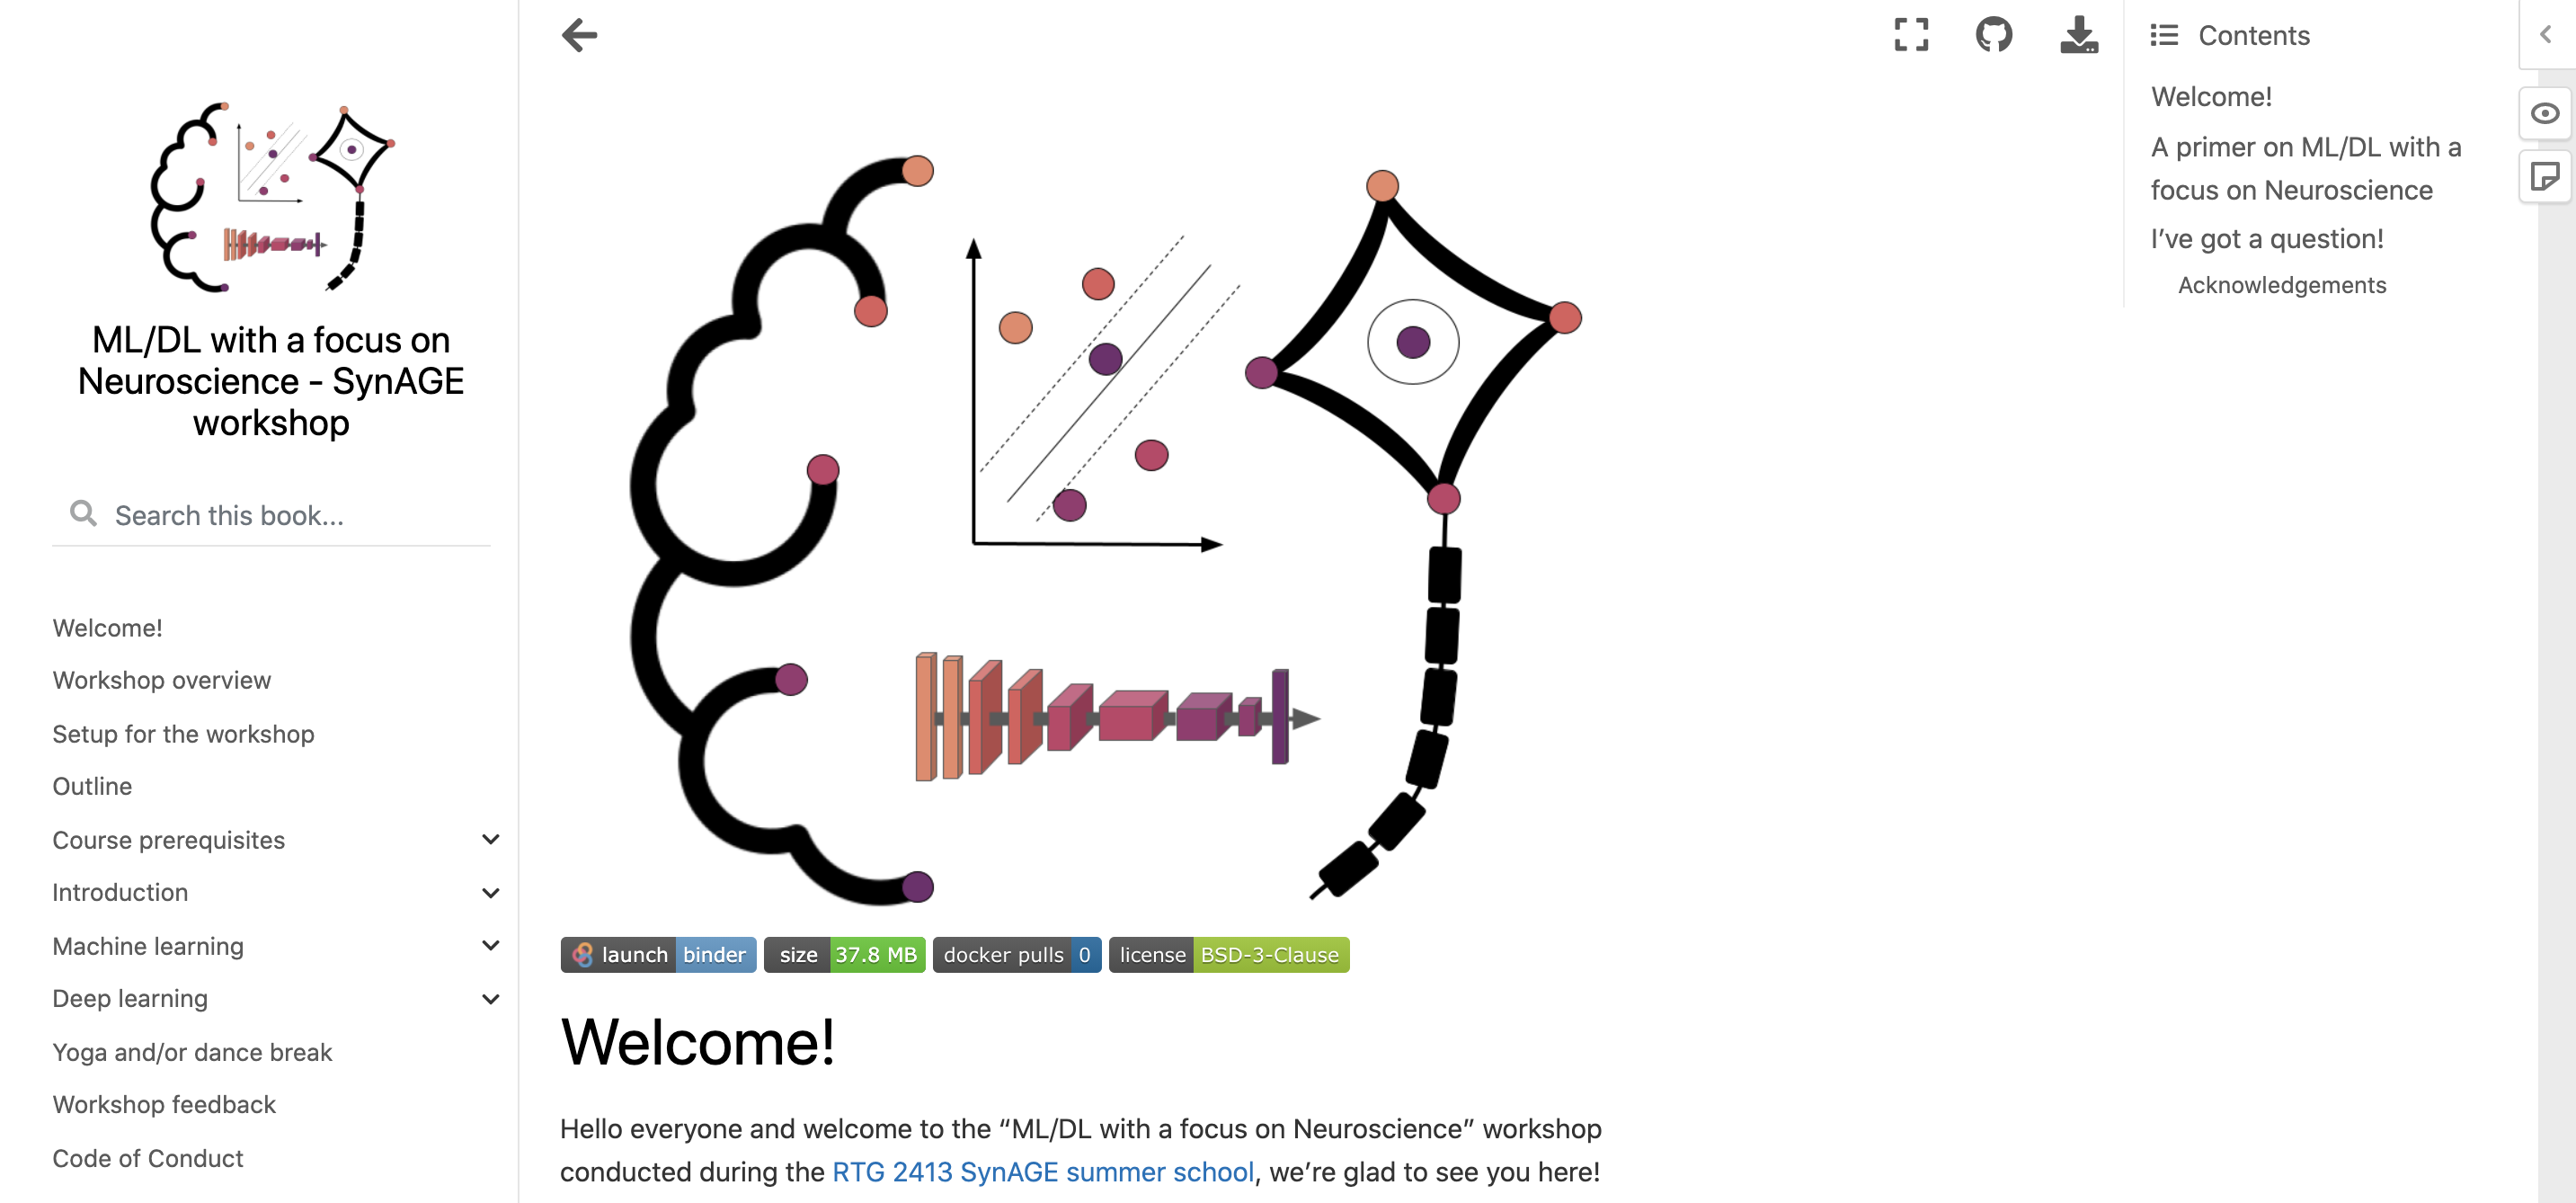 ML/DL with a focus on
Neuroscience - SynAGE
workshop
Search this book...
Welcome!
Workshop overview
Setup for the workshop
Outline
Course prerequisites
Introduction
Machine learning
Deep learning
Yoga and/or dance break
Workshop feedback
Code of Conduct
launch binder size 37.8 MB docker pulls 0 license BSD-3-Clause
Welcome!
Hello everyone and welcome to the “ML/DL with a focus on Neuroscience” workshop
conducted during the RTG 2413 SynAGE summer school, we’re glad to see you here!
Contents
Welcome!
A primer on ML/DL with a
focus on Neuroscience
I’ve got a question!
Acknowledgements